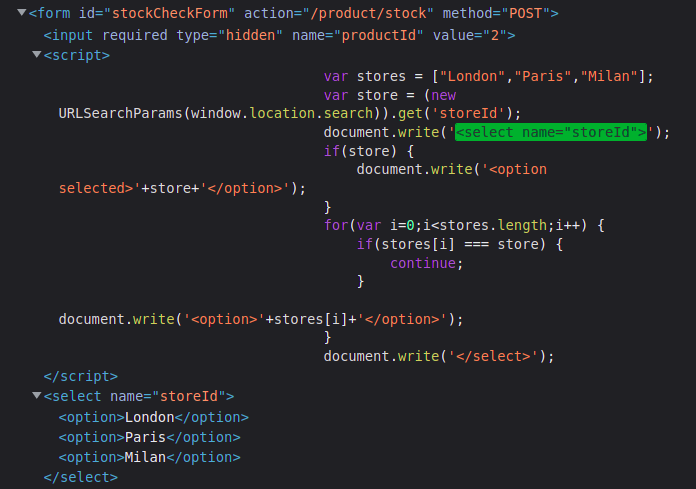 <form id="stockCheckForm" action="/product/stock" method="POST">
<input required type="hidden" name="productId" value="2">
<script>
var stores = ["London","Paris","Milan"];
var store = (new
URLSearchParams(window.location.search)).get('storeId');
document.write('<select name="storeId">');
if(store) {
document.write('<option
selected>'+store+'</option>');
}
for(var i=0;i<stores.length;i++) {
if(stores[i] === store) {
continue;
}
document.write('<option>'+stores[i]+'</option>');
}
document.write('</select>');
</script>
<select name="storeId">
<option>London</option>
<option>Paris</option>
<option>Milan</option>
</select>